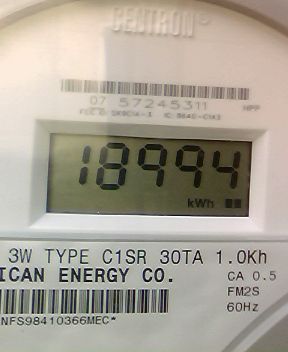 CENTRON
07 57245311
18994
kWh
3W TYPE C1SR 30TA 1.0Kh
ICAN ENERGY CO.
CA 0.5
FM2S
60Hz
NFS98410366MEC*